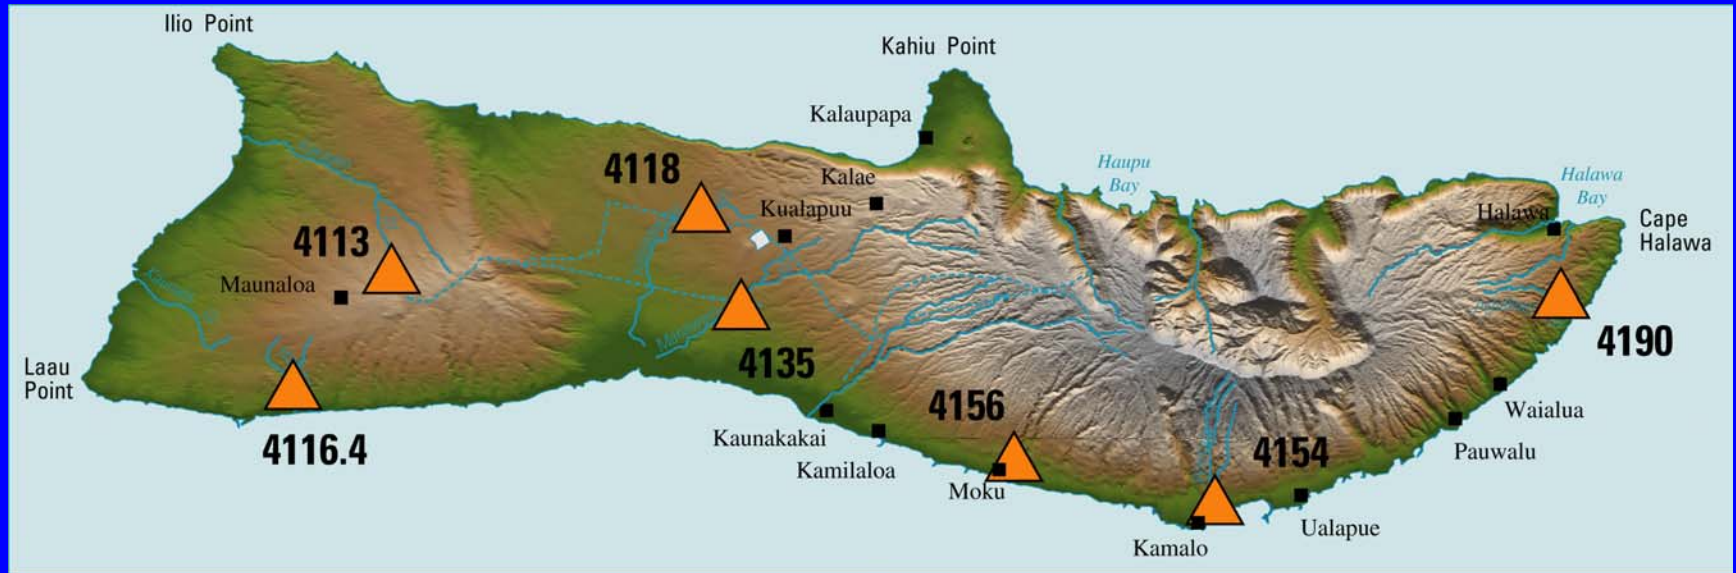 Ilio Point
Kahiu Point
Kalaupapa
Haupu
Bay
Halawa
Bay
4118
Kalae
Kualapuu
Halawa
Cape
Halawa
4113
Maunaloa
4190
Laau
Point
4135
4156
Waialua
Kaunakakai
4154
Pauwalu
4116.4
Kamilaloa
Moku
Ualapue
Kamalo